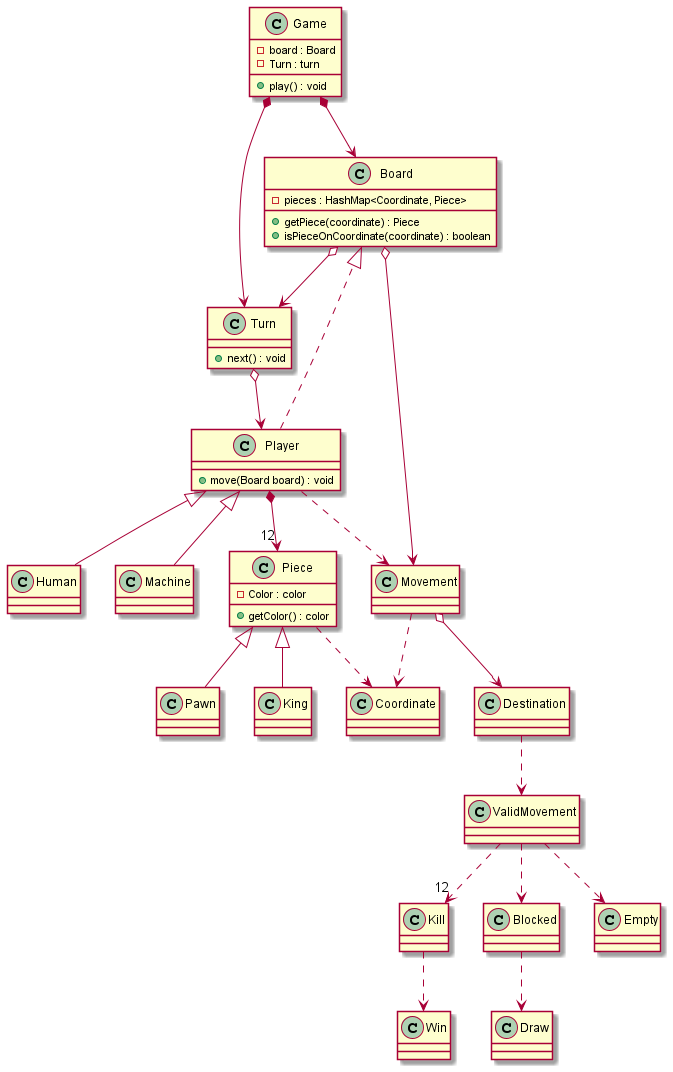 C Game
board : Board
Turn : turn
play() : void
C Board
pieces : HashMap<Coordinate, Piece>
getPiece(coordinate) : Piece
isPieceOnCoordinate(coordinate) : boolean
C Turn
next() : void
C Player
move(Board board) : void
12
C Human
C Machine
C Piece
Color : color
getColor() : color
C Movement
C Pawn
C King
C Coordinate
C Destination
C ValidMovement
12
C Kill
C Blocked
C Empty
C Win
C Draw